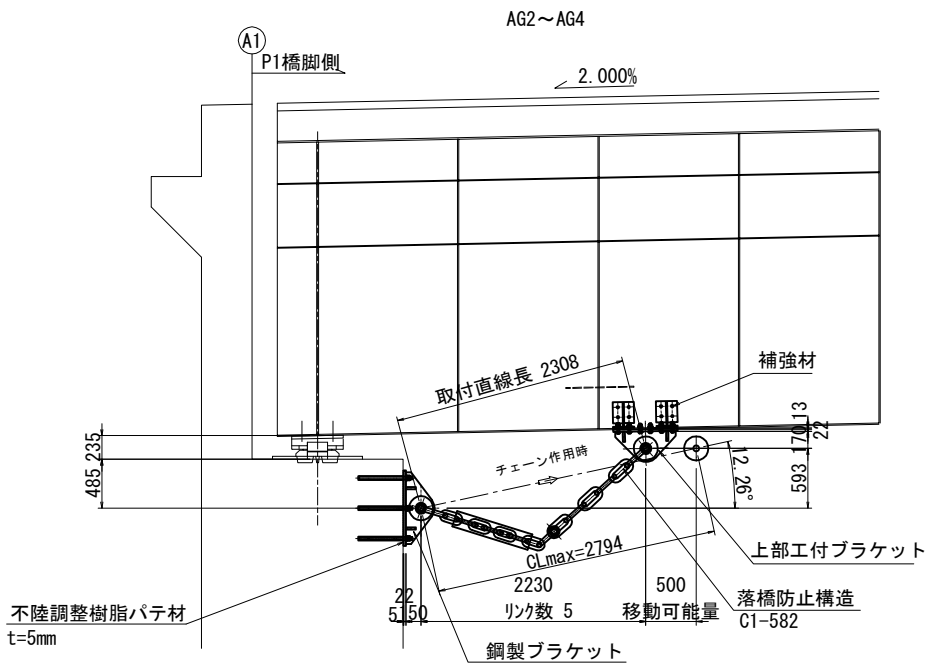 AG2～AG4
A1
P1橋脚側
2.000%
取付直線長 2308
補強材
13
22
170
593
235
485
チェーン作用時
12.26°
CLmax=2794
上部工付ブラケット
2230
500
22
5
150
リンク数 5
移動可能量
落橋防止構造
C1-582
不陸調整樹脂パテ材
t=5mm
鋼製ブラケット